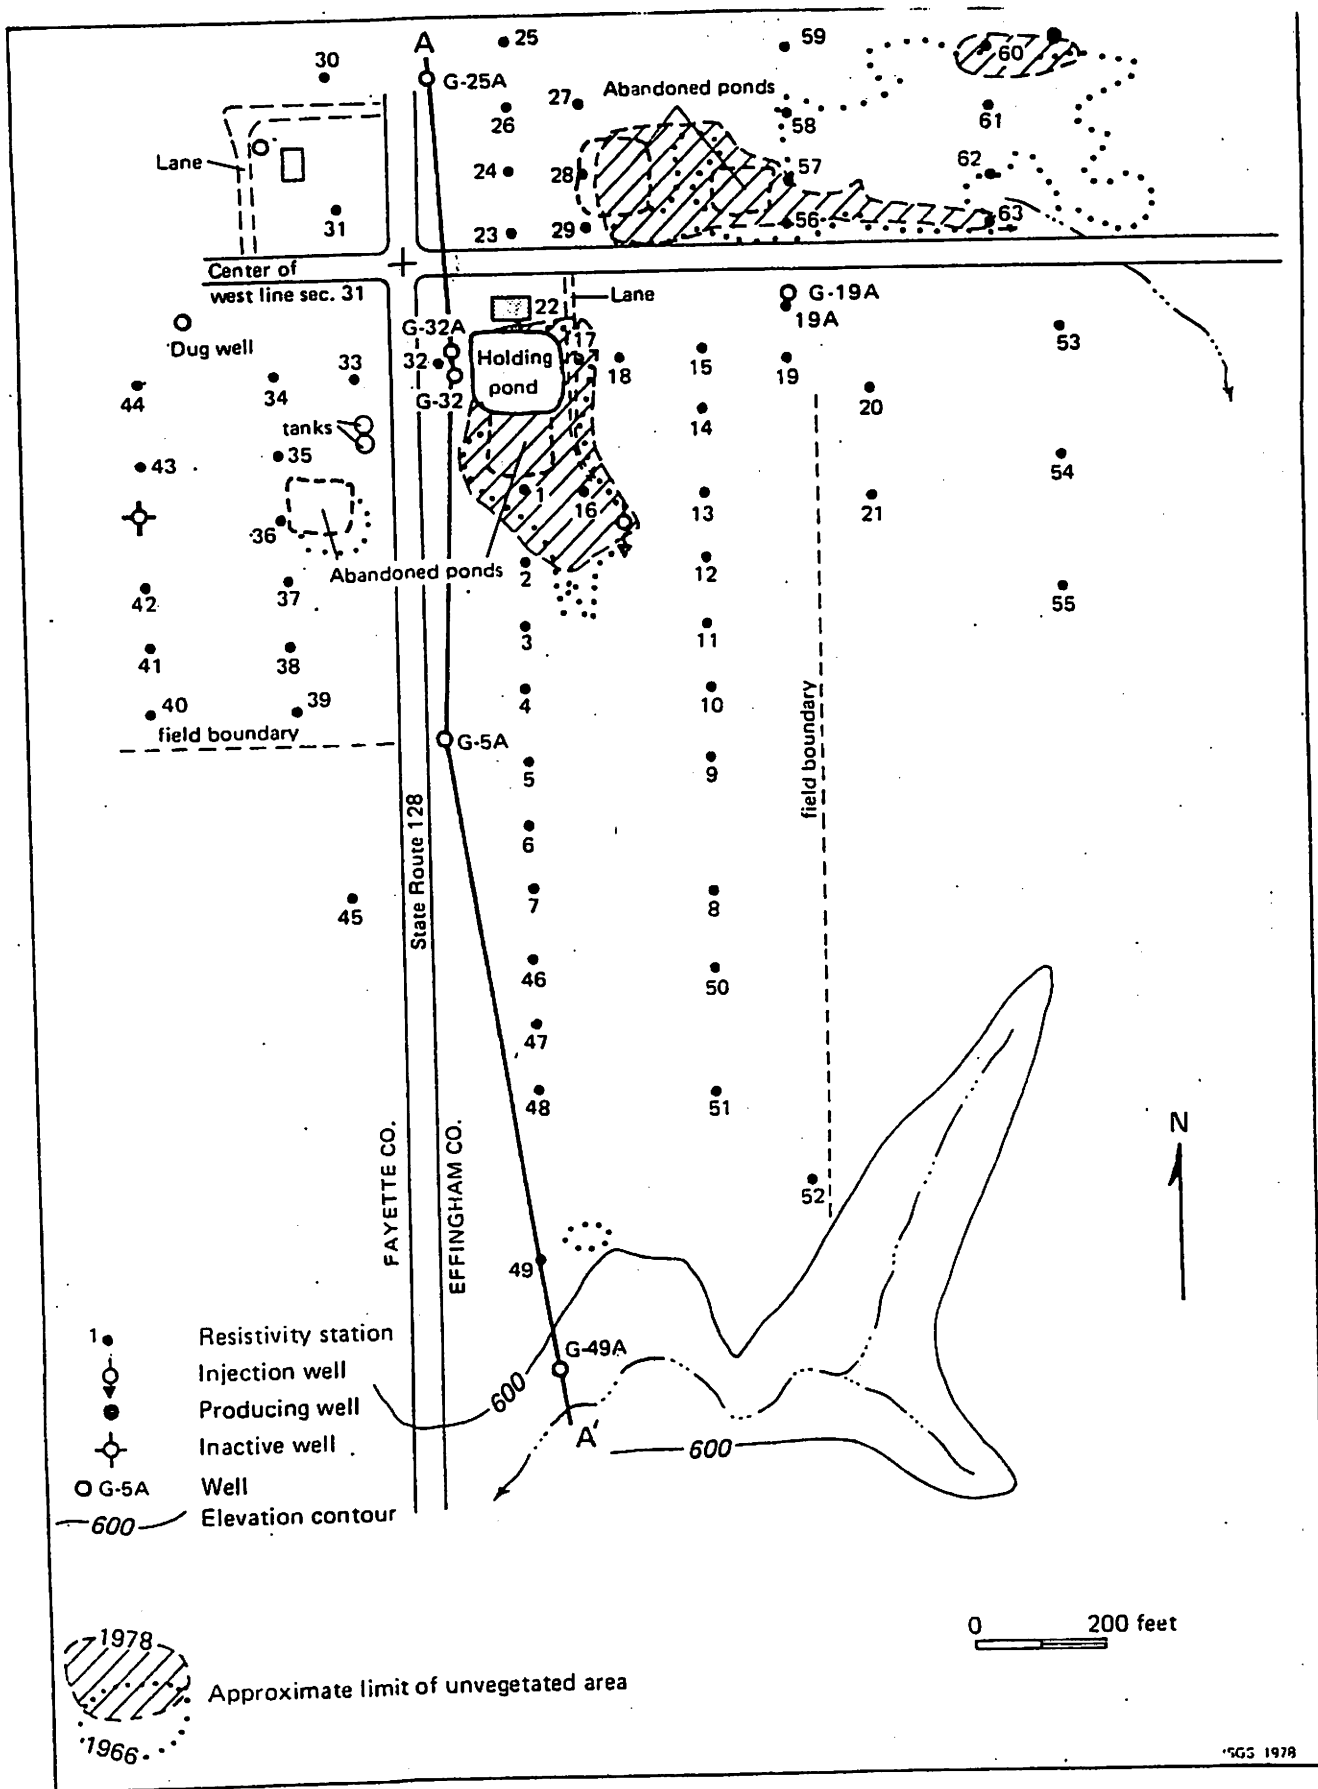 A
25
59
60
30
G-25A
27
Abandoned ponds
26
58
61
Lane
24
28
57
62
31
23
29
56
63
Center of
west line sec. 31
22
Lane
G-19A
19A
G-32A
17
53
Dug well
33
32
Holding
pond
18
15
19
44
34
G-32
20
tanks
14
43
35
54
1
16
13
21
36
Abandoned ponds
2
12
42
37
55
3
11
41
38
4
10
40
39
field boundary
G-5A
field boundary
5
9
State Route 128
6
45
7
8
46
50
47
48
51
N
FAYETTE CO.
EFFINGHAM CO.
52
49
1
Resistivity station
G-49A
Injection well
600
Producing well
A'
Inactive well
600
G-5A
Well
600
Elevation contour
0
200 feet
1978
Approximate limit of unvegetated area
1966
ISGS 1978